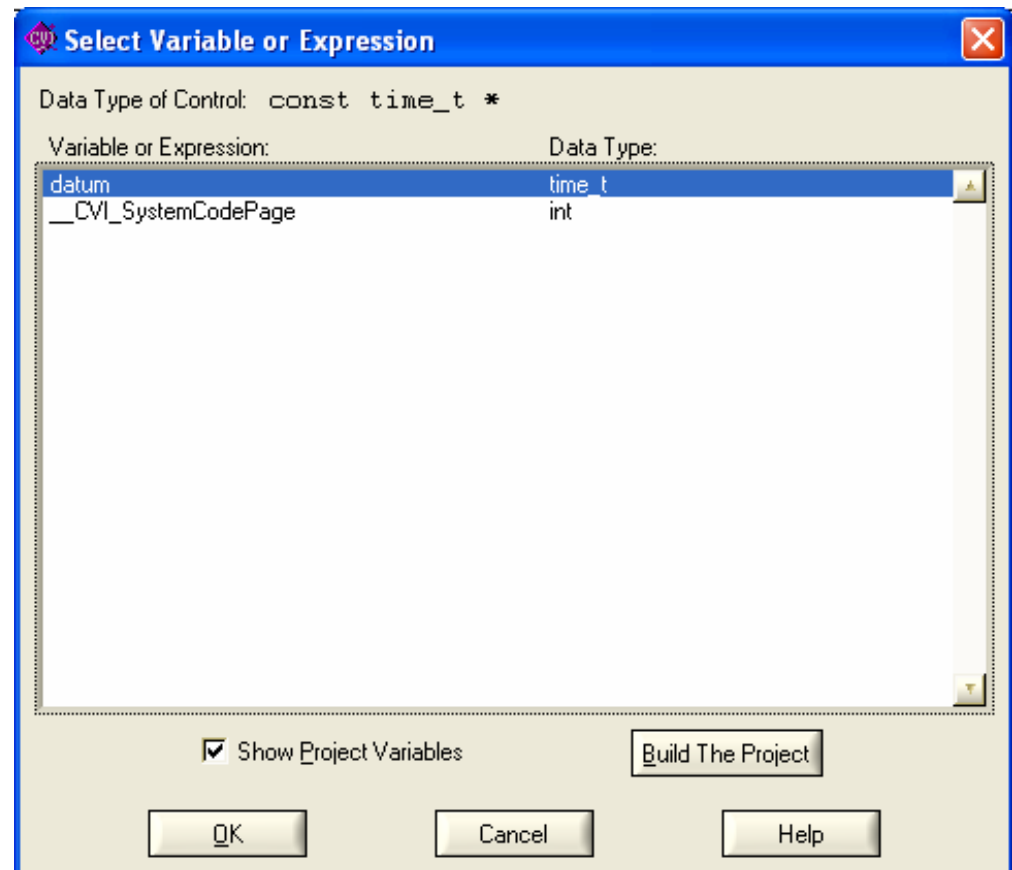 CVI Select Variable or Expression
Data Type of Control: const time_t *
Variable or Expression: Data Type:
datum time_t
__CVI_SystemCodePage int
Show Project Variables Build The Project
OK Cancel Help